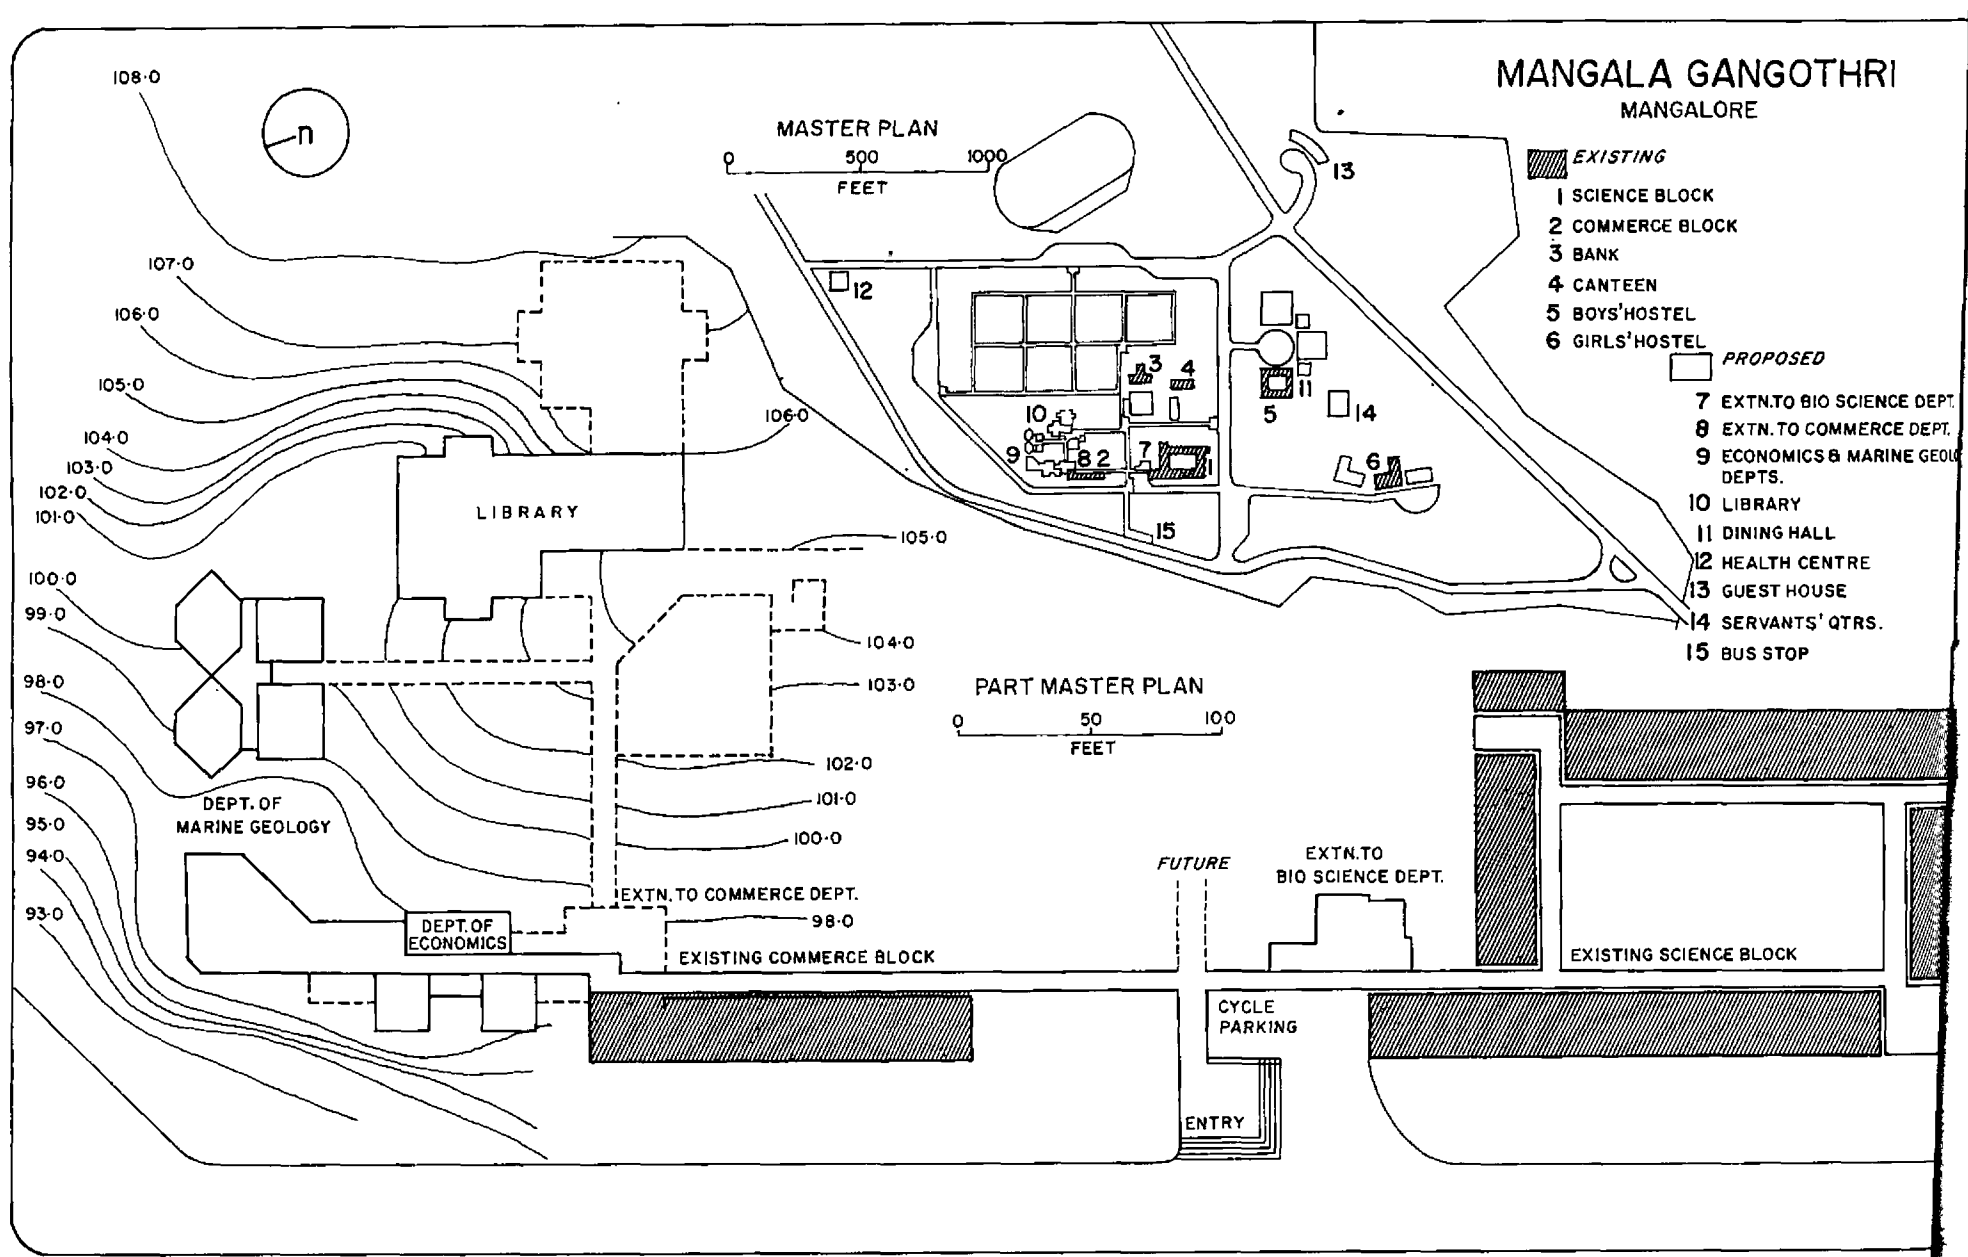 MANGALA GANGOTHRI
MANGALORE
EXISTING
1 SCIENCE BLOCK
2 COMMERCE BLOCK
3 BANK
4 CANTEEN
5 BOYS'HOSTEL
6 GIRLS'HOSTEL
PROPOSED
7 EXTN.TO BIO SCIENCE DEPT.
8 EXTN. TO COMMERCE DEPT.
9 ECONOMICS & MARINE GEOLO
DEPTS.
10 LIBRARY
11 DINING HALL
12 HEALTH CENTRE
13 GUEST HOUSE
14 SERVANTS' QTRS.
15 BUS STOP
n
MASTER PLAN
0 500 1000
FEET
13
12
3
4
11
5
14
10
9
8 2
7
1
6
15
108·0
107·0
106·0
105·0
104·0
103·0
102·0
101·0
100·0
99·0
98·0
97·0
96·0
95·0
94·0
93·0
106·0
105·0
104·0
103·0
102·0
101·0
100·0
98·0
LIBRARY
PART MASTER PLAN
0 50 100
FEET
DEPT. OF
MARINE GEOLOGY
DEPT. OF
ECONOMICS
EXTN. TO COMMERCE DEPT.
EXISTING COMMERCE BLOCK
FUTURE
EXTN.TO
BIO SCIENCE DEPT.
EXISTING SCIENCE BLOCK
CYCLE
PARKING
ENTRY